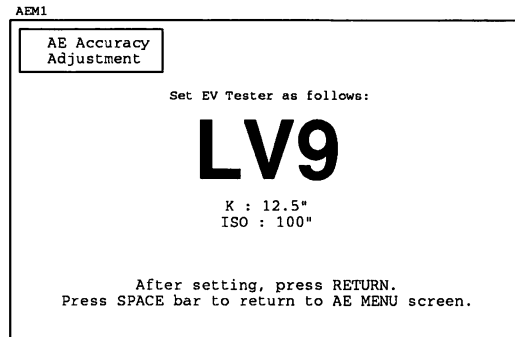 AEM1
AE Accuracy
Adjustment
Set EV Tester as follows:
LV9
K : 12.5"
ISO : 100"
After setting, press RETURN.
Press SPACE bar to return to AE MENU screen.